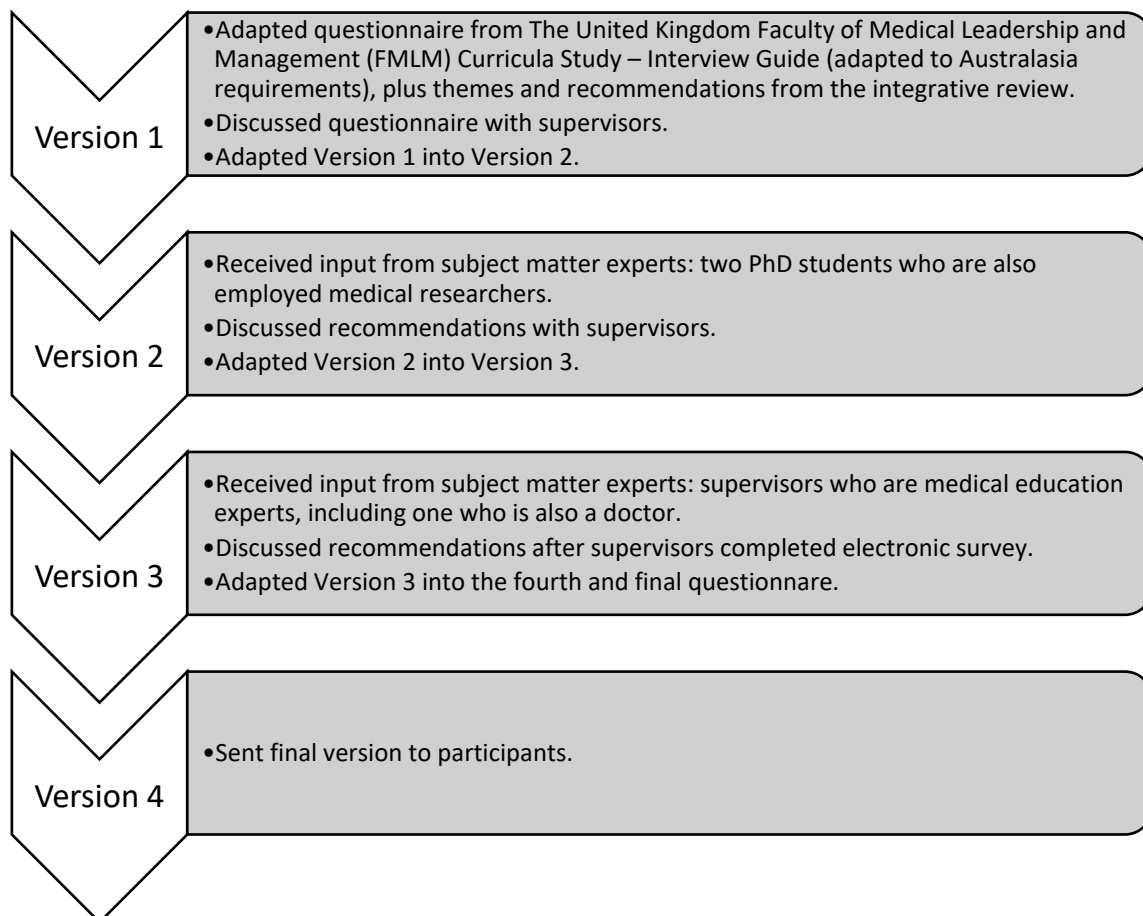 Version 1
•Adapted questionnaire from The United Kingdom Faculty of Medical Leadership and
Management (FMLM) Curricula Study – Interview Guide (adapted to Australasia
requirements), plus themes and recommendations from the integrative review.
•Discussed questionnaire with supervisors.
•Adapted Version 1 into Version 2.
Version 2
•Received input from subject matter experts: two PhD students who are also
employed medical researchers.
•Discussed recommendations with supervisors.
•Adapted Version 2 into Version 3.
Version 3
•Received input from subject matter experts: supervisors who are medical education
experts, including one who is also a doctor.
•Discussed recommendations after supervisors completed electronic survey.
•Adapted Version 3 into the fourth and final questionnare.
Version 4
•Sent final version to participants.